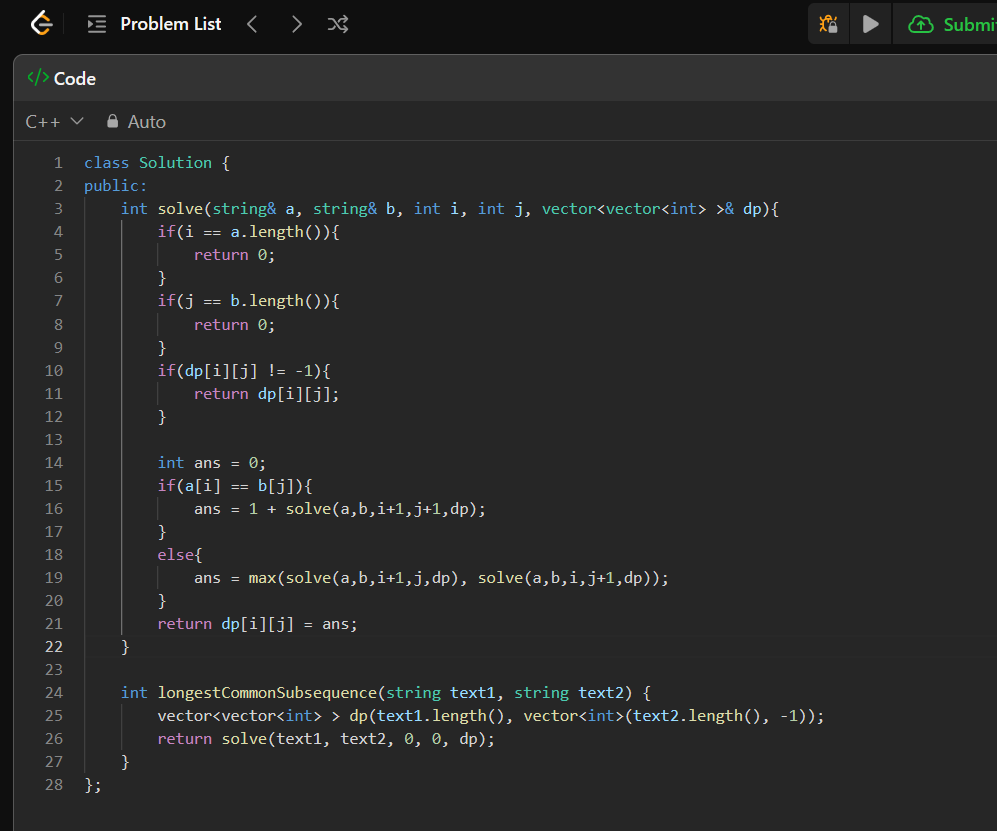 Problem List
Submi
</> Code
C++ Auto
1 class Solution {
2 public:
3     int solve(string& a, string& b, int i, int j, vector<vector<int> >& dp){
4         if(i == a.length()){
5             return 0;
6         }
7         if(j == b.length()){
8             return 0;
9         }
10         if(dp[i][j] != -1){
11             return dp[i][j];
12         }
13
14         int ans = 0;
15         if(a[i] == b[j]){
16             ans = 1 + solve(a,b,i+1,j+1,dp);
17         }
18         else{
19             ans = max(solve(a,b,i+1,j,dp), solve(a,b,i,j+1,dp));
20         }
21         return dp[i][j] = ans;
22     }
23
24     int longestCommonSubsequence(string text1, string text2) {
25         vector<vector<int> > dp(text1.length(), vector<int>(text2.length(), -1));
26         return solve(text1, text2, 0, 0, dp);
27     }
28 };